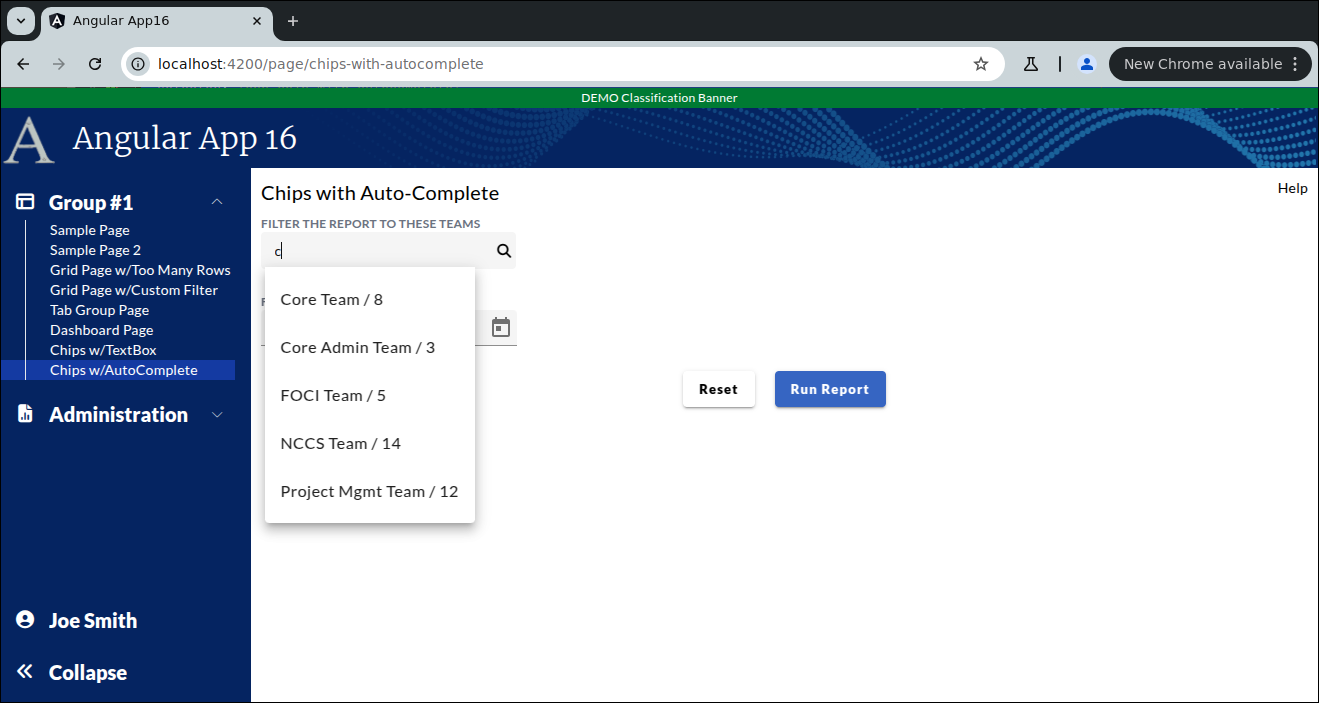 Angular App16
localhost:4200/page/chips-with-autocomplete
New Chrome available
DEMO Classification Banner
A Angular App 16
Group #1
Sample Page
Sample Page 2
Grid Page w/Too Many Rows
Grid Page w/Custom Filter
Tab Group Page
Dashboard Page
Chips w/TextBox
Chips w/AutoComplete
Administration
Joe Smith
Collapse
Chips with Auto-Complete
Help
FILTER THE REPORT TO THESE TEAMS
c
Core Team / 8
Core Admin Team / 3
FOCI Team / 5
NCCS Team / 14
Project Mgmt Team / 12
Reset
Run Report